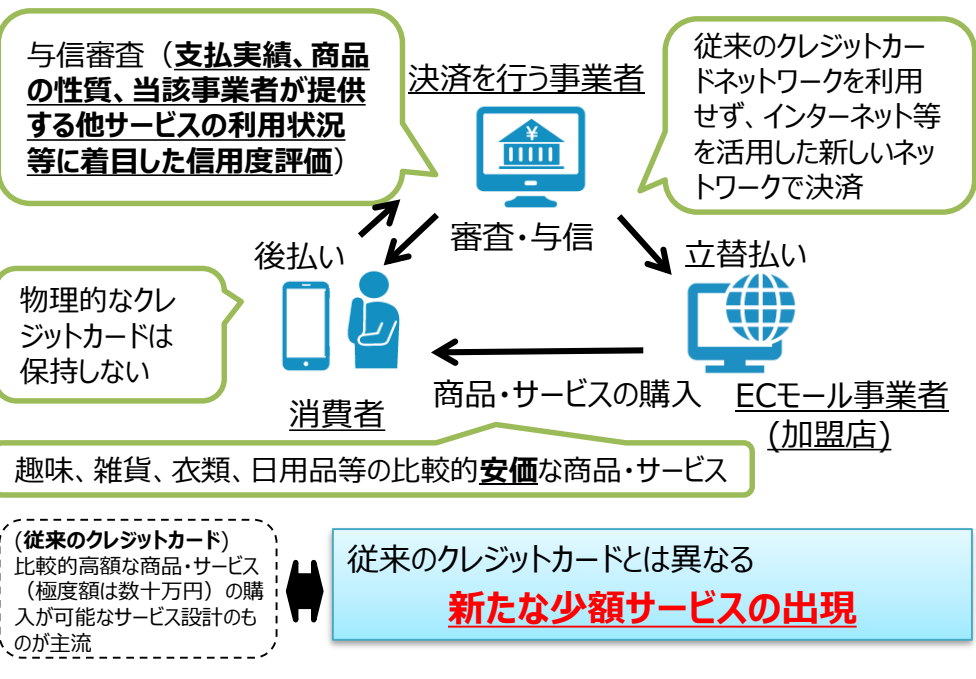 与信審査（支払実績、商品
の性質、当該事業者が提供
する他サービスの利用状況
等に着目した信用度評価）
決済を行う事業者
¥
従来のクレジットカー
ドネットワークを利用
せず、インターネット等
を活用した新しいネッ
トワークで決済
審査・与信
後払い
立替払い
物理的なクレ
ジットカードは
保持しない
消費者
商品・サービスの購入
ECモール事業者
(加盟店)
趣味、雑貨、衣類、日用品等の比較的安価な商品・サービス
(従来のクレジットカード)
比較的高額な商品・サービス
（極度額は数十万円）の購
入が可能なサービス設計のも
のが主流
従来のクレジットカードとは異なる
新たな少額サービスの出現